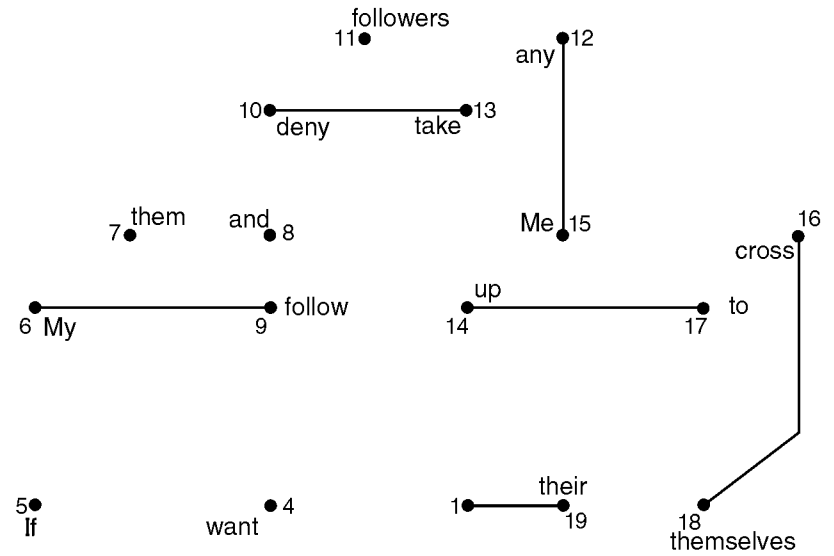 followers
11 12
any
10 13
deny take
them and Me 15 16
7 8 cross
up
follow to
6 My 9 14 17
their
5 4 1
If want 19 18
themselves